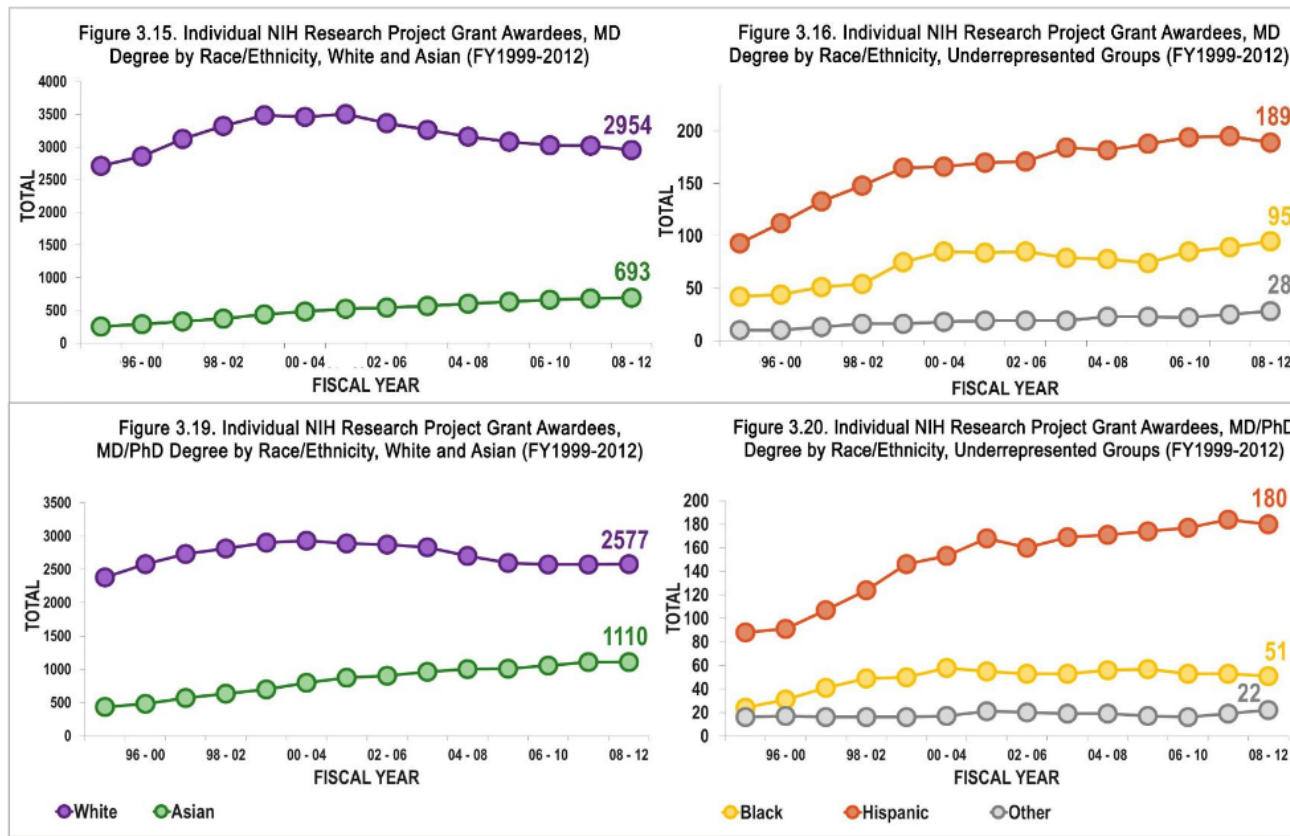 Figure 3.15. Individual NIH Research Project Grant Awardees, MD
Degree by Race/Ethnicity, White and Asian (FY1999-2012)
4000
3500
3000
2500
2000
1500
1000
500
0
TOTAL
2954
693
96 - 00
98 - 02
00 - 04
02 - 06
04 - 08
06 - 10
08 - 12
FISCAL YEAR
Figure 3.16. Individual NIH Research Project Grant Awardees, MD
Degree by Race/Ethnicity, Underrepresented Groups (FY1999-2012)
200
150
100
50
0
TOTAL
189
95
28
96 - 00
98 - 02
00 - 04
02 - 06
04 - 08
06 - 10
08 - 12
FISCAL YEAR
Figure 3.19. Individual NIH Research Project Grant Awardees,
MD/PhD Degree by Race/Ethnicity, White and Asian (FY1999-2012)
3500
3000
2500
2000
1500
1000
500
0
TOTAL
2577
1110
96 - 00
98 - 02
00 - 04
02 - 06
04 - 08
06 - 10
08 - 12
FISCAL YEAR
White
Asian
Figure 3.20. Individual NIH Research Project Grant Awardees, MD/PhD
Degree by Race/Ethnicity, Underrepresented Groups (FY1999-2012)
200
180
160
140
120
100
80
60
40
20
0
TOTAL
180
51
22
96 - 00
98 - 02
00 - 04
02 - 06
04 - 08
06 - 10
08 - 12
FISCAL YEAR
Black
Hispanic
Other